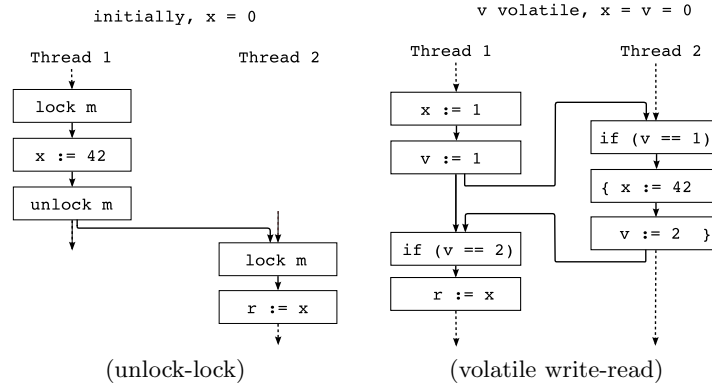 initially, x = 0
Thread 1
Thread 2
lock m
x := 42
unlock m
lock m
r := x
(unlock-lock)
v volatile, x = v = 0
Thread 1
Thread 2
x := 1
v := 1
if (v == 1)
{ x := 42
v := 2 }
if (v == 2)
r := x
(volatile write-read)